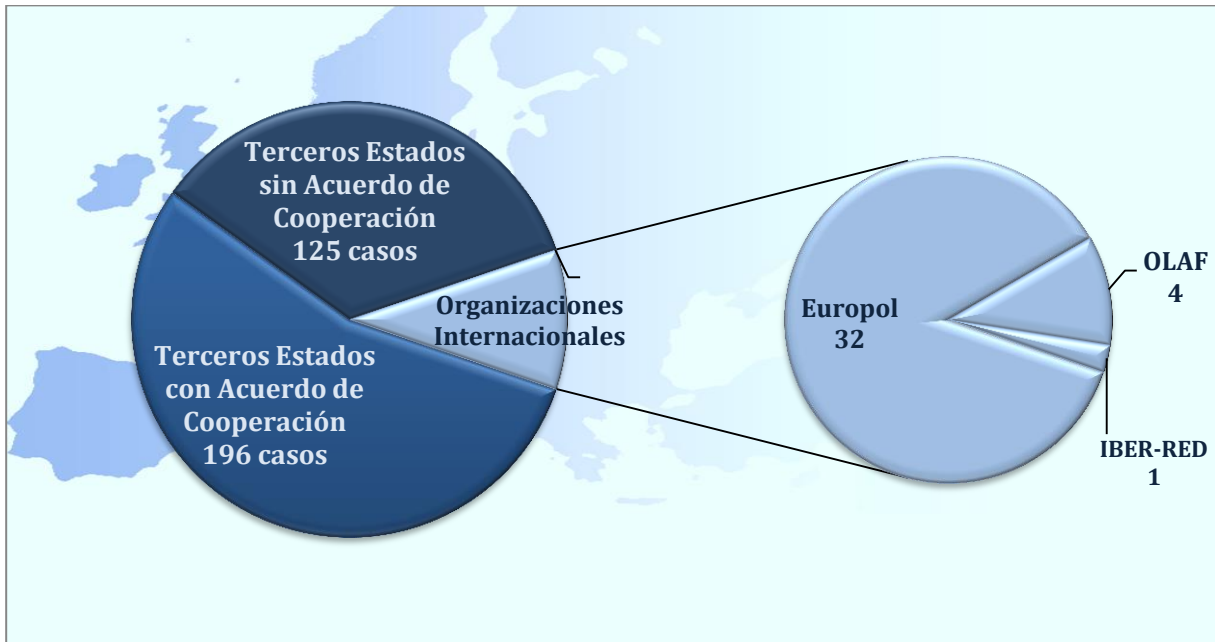 Terceros Estados
sin Acuerdo de
Cooperación
125 casos
Organizaciones
Internacionales
Terceros Estados
con Acuerdo de
Cooperación
196 casos
Europol
32
OLAF
4
IBER-RED
1